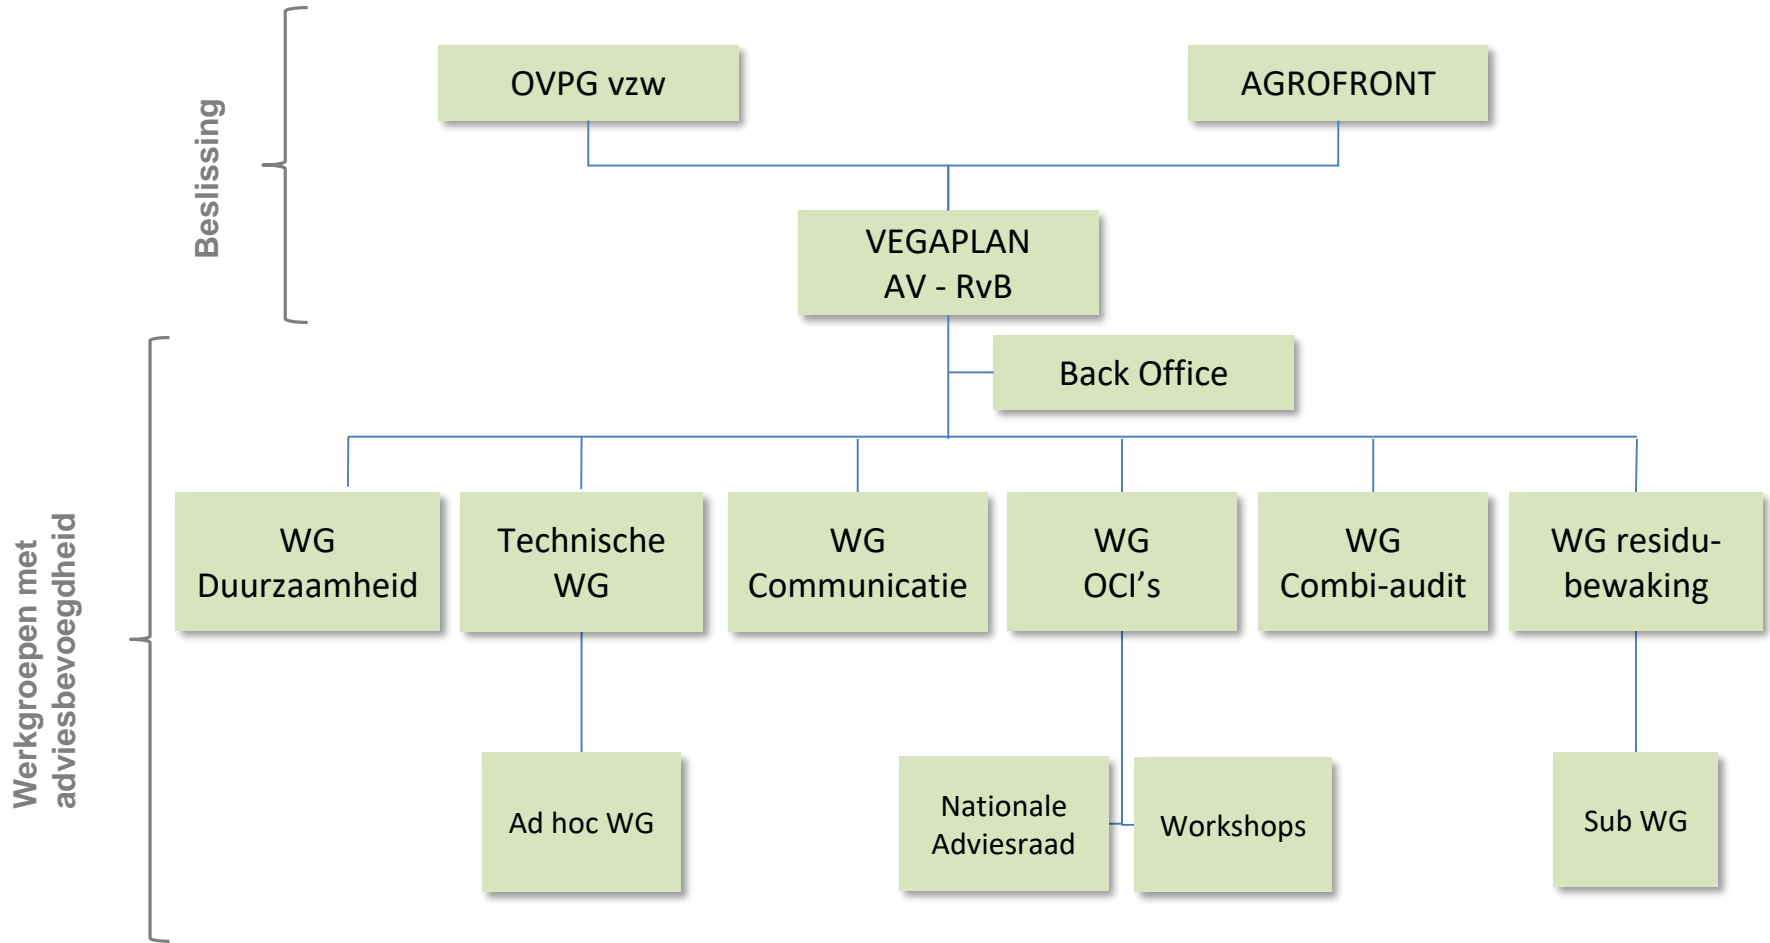 Beslissing
OVPG vzw
AGROFRONT
VEGAPLAN
AV - RvB
Back Office
Werkgroepen met
adviesbevoegdheid
WG
Duurzaamheid
Technische
WG
WG
Communicatie
WG
OCI’s
WG
Combi-audit
WG residu-
bewaking
Ad hoc WG
Nationale
Adviesraad
Workshops
Sub WG